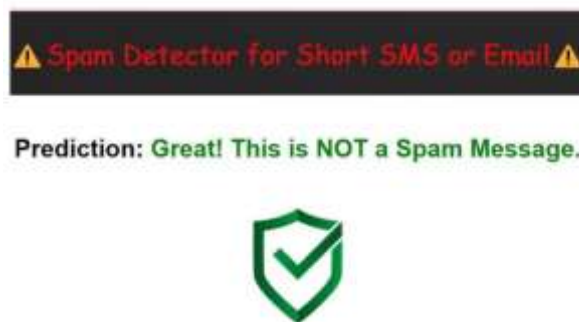 ⚠ Spam Detector for Short SMS or Email ⚠
Prediction: Great! This is NOT a Spam Message.